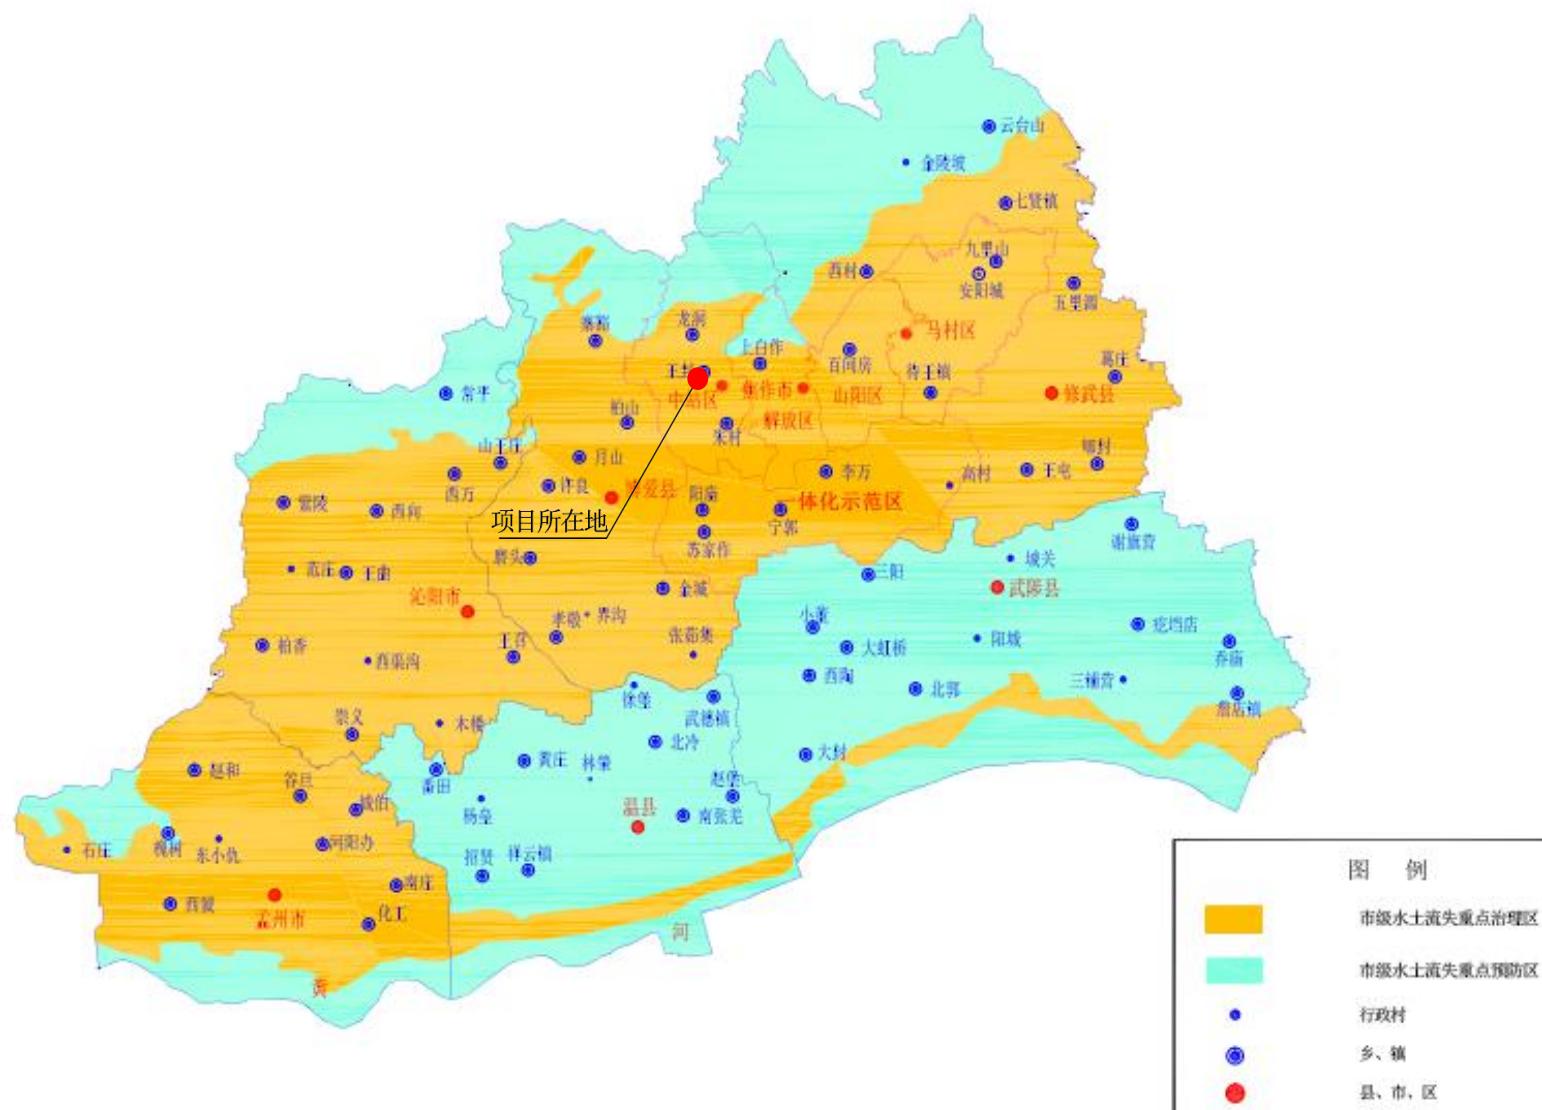 云台山
金陵坡
七贤镇
九里山
西村
安阳城
五里源
寨豁
龙洞
马村区
上白作
百间房
王封
葛庄
待王镇
常平
中站区
焦作市
山阳区
修武县
柏山
解放区
朱村
山王庄
月山
李万
高村
王屯
郇村
西万
紫陵
西向
许良
博爱县
阳庙
一体化示范区
宁郭
项目所在地
苏家作
谢旗营
磨头
城关
范庄
王曲
三阳
武陟县
沁阳市
金城
孝敬
界沟
小董
圪垱店
柏香
西渠沟
王召
张茹集
大虹桥
阳城
乔庙
西陶
北郭
三铺营
徐堡
武德镇
詹店镇
崇义
木楼
北冷
大封
赵和
谷旦
番田
黄庄
林肇
赵堡
城伯
杨垒
温县
南张羌
石庄
槐树
东小仇
河阳办
招贤
祥云镇
南庄
西虢
孟州市
化工
河
黄
图 例
市级水土流失重点治理区
市级水土流失重点预防区
行政村
乡、镇
县、市、区